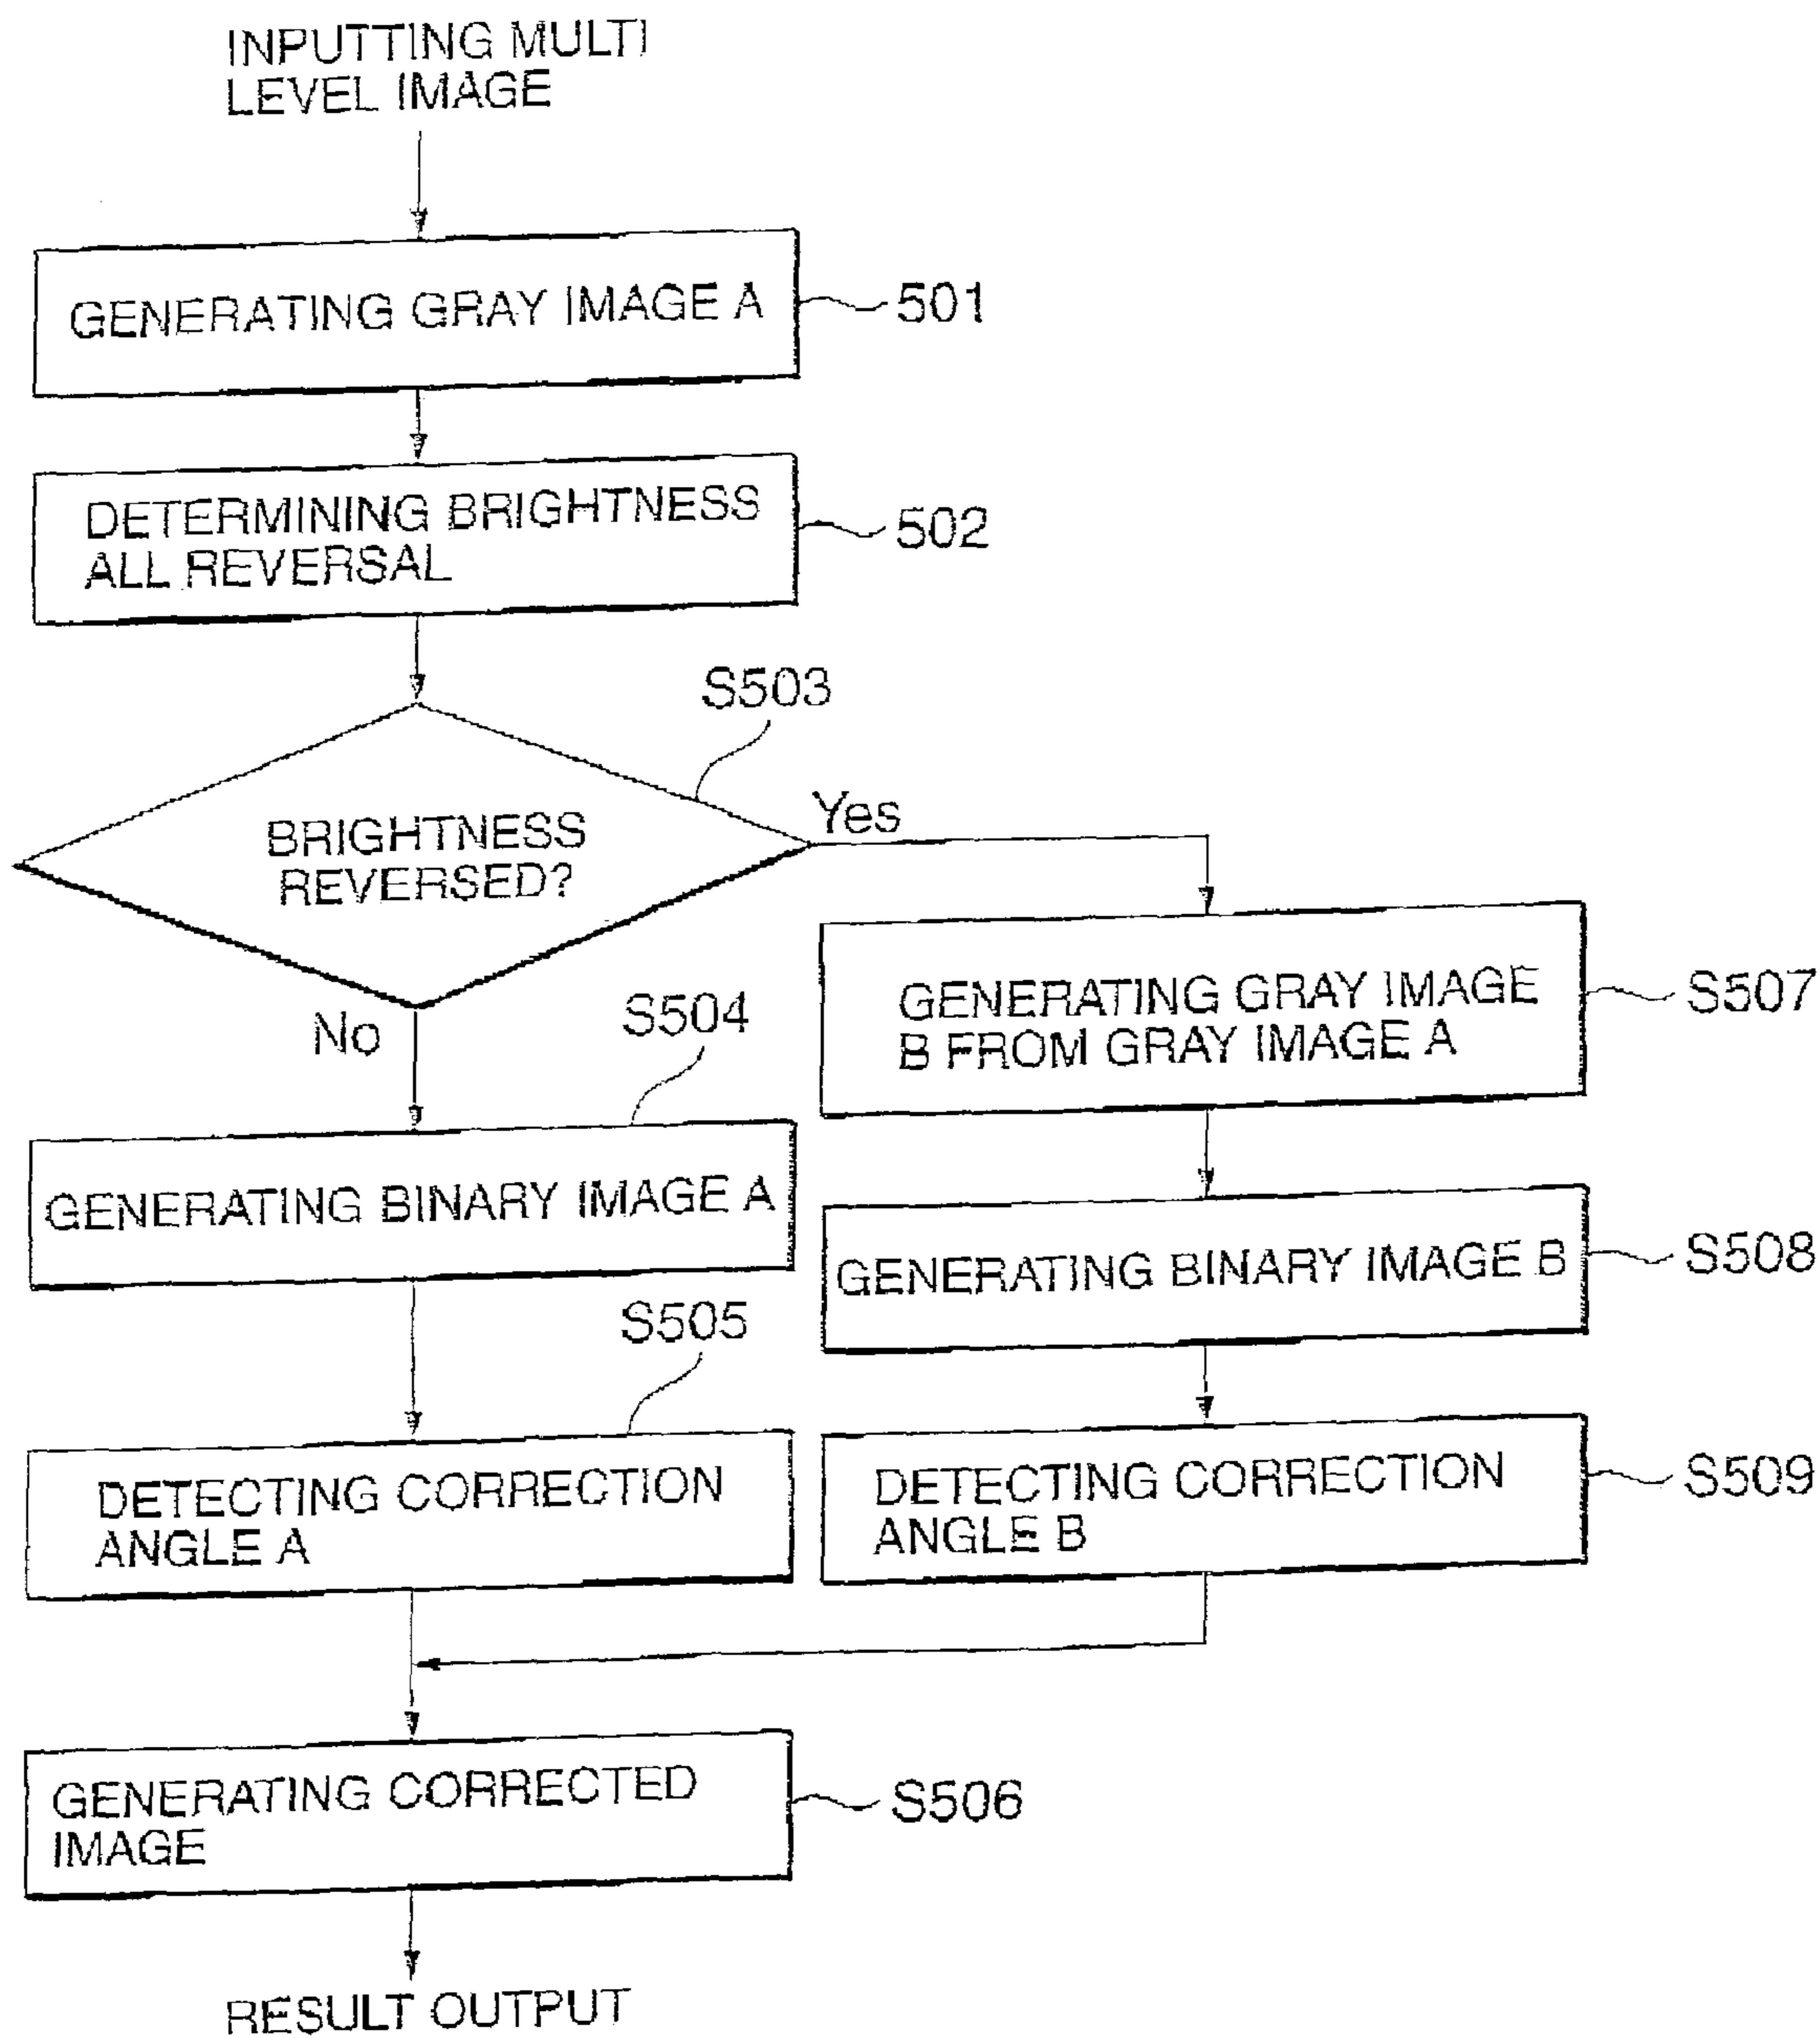 INPUTTING MULTI
LEVEL IMAGE
GENERATING GRAY IMAGE A
501
DETERMINING BRIGHTNESS
ALL REVERSAL
502
S503
BRIGHTNESS
REVERSED?
Yes
No
S504
GENERATING BINARY IMAGE A
S505
DETECTING CORRECTION
ANGLE A
GENERATING GRAY IMAGE
B FROM GRAY IMAGE A
S507
GENERATING BINARY IMAGE B
S508
DETECTING CORRECTION
ANGLE B
S509
GENERATING CORRECTED
IMAGE
S506
RESULT OUTPUT